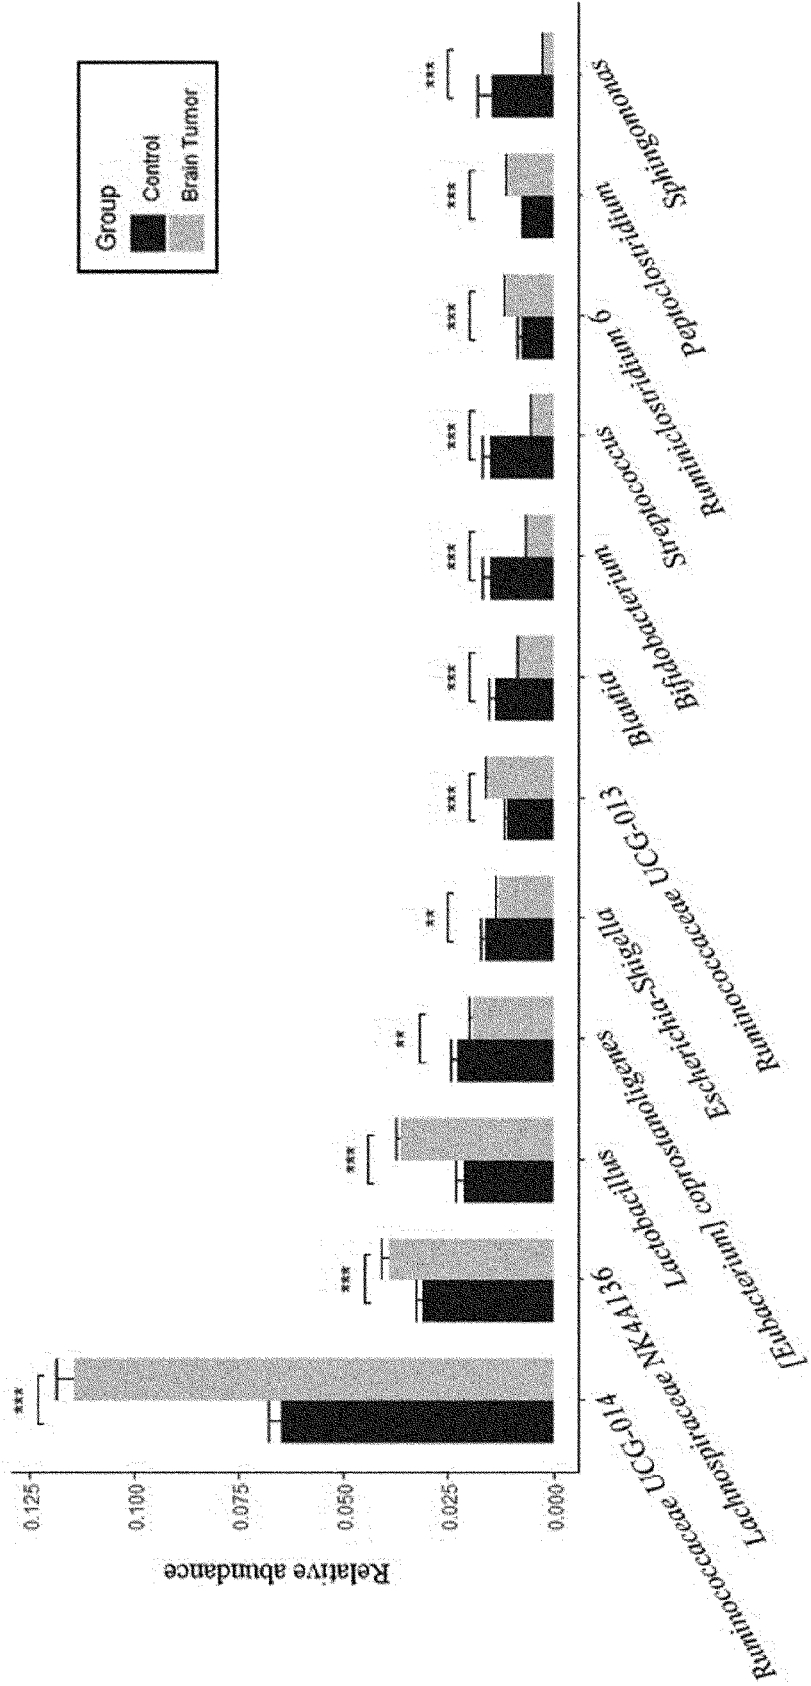 Relative abundance
0.125
0.100
0.075
0.050
0.025
0.000
***
***
***
**
**
***
***
***
***
***
***
***
Group
Control
Brain Tumor
Ruminococcaceae UCG-014
Lachnospiraceae NK4A136
Lactobacillus
[Eubacterium] coprostanoligenes
Escherichia-Shigella
Ruminococcaceae UCG-013
Blautia
Bifidobacterium
Streptococcus
Ruminiclostridium 6
Peptoclostridium
Sphingomonas